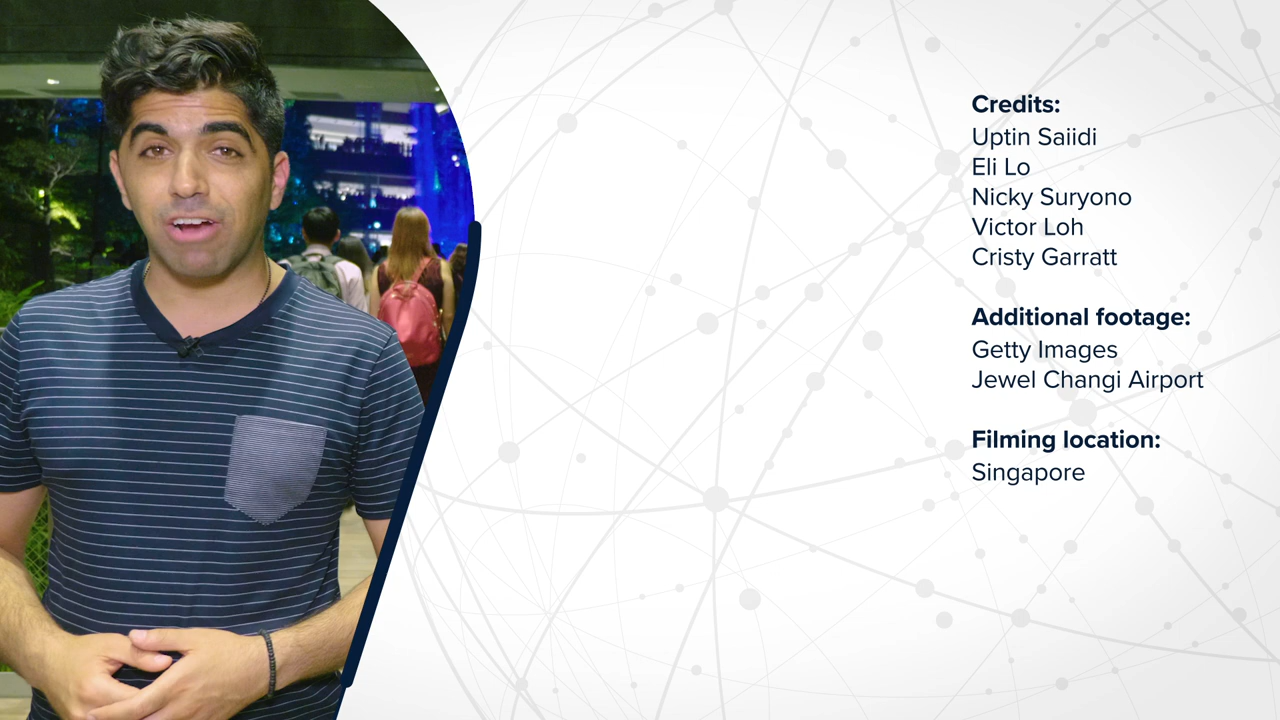 Credits:
Uptin Saiidi
Eli Lo
Nicky Suryono
Victor Loh
Cristy Garratt
Additional footage:
Getty Images
Jewel Changi Airport
Filming location:
Singapore